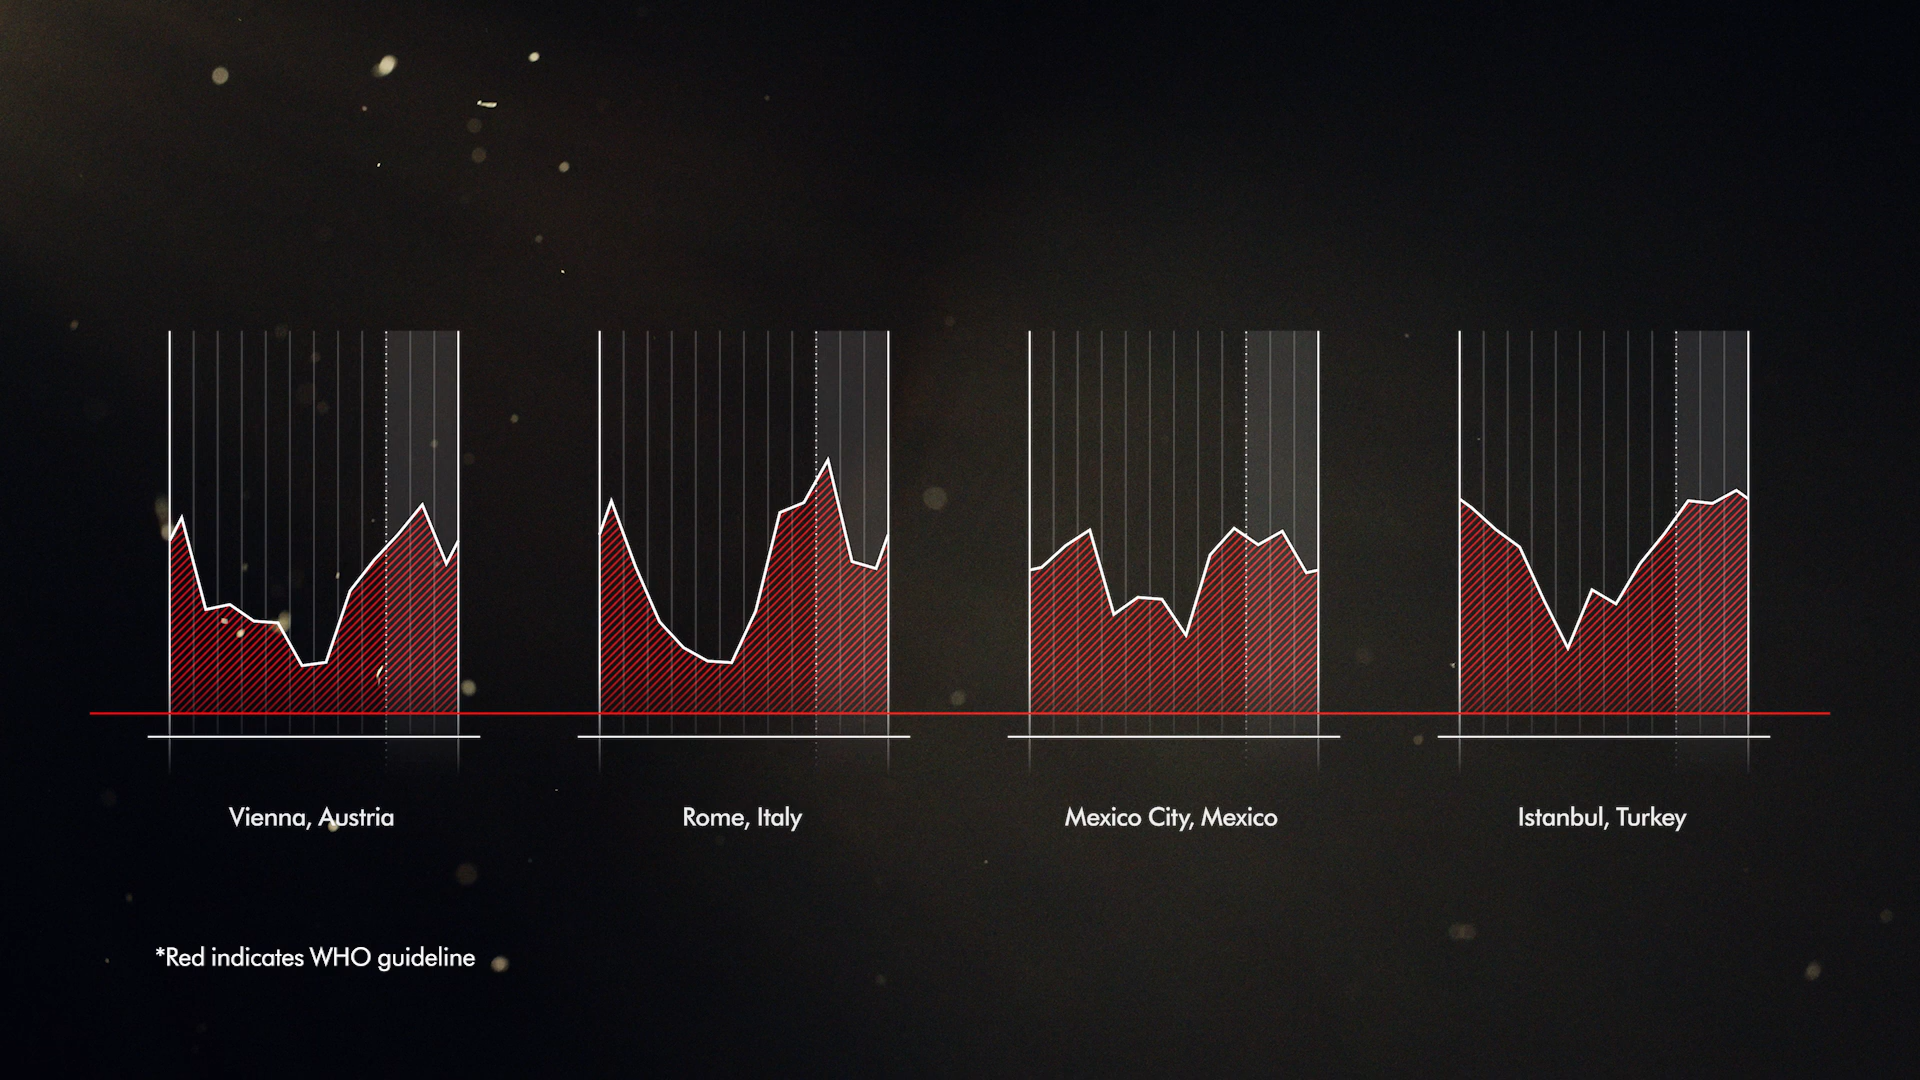 Vienna, Austria
Rome, Italy
Mexico City, Mexico
Istanbul, Turkey
*Red indicates WHO guideline